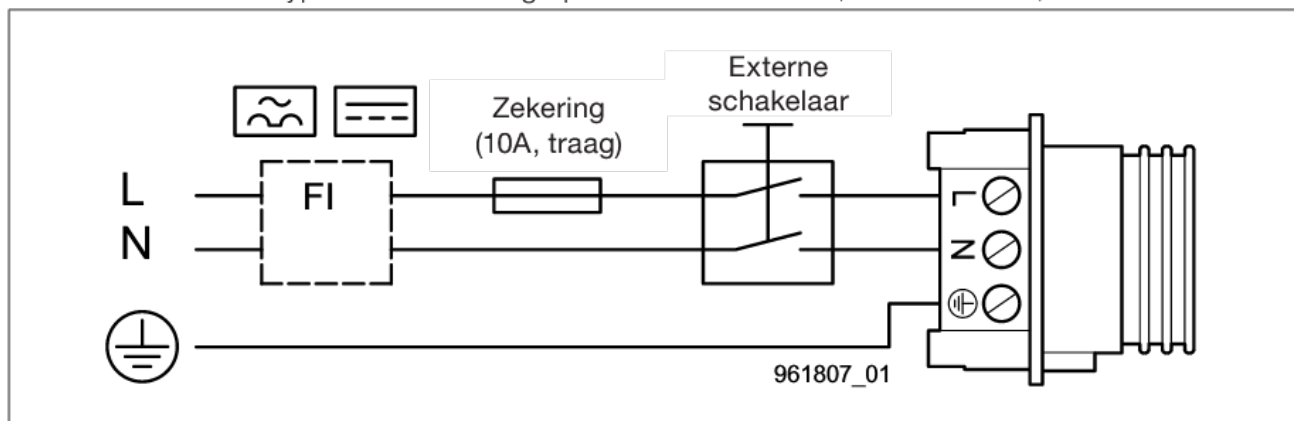 Externe
schakelaar
Zekering
(10A, traag)
L
FI
N
L
N
961807_01